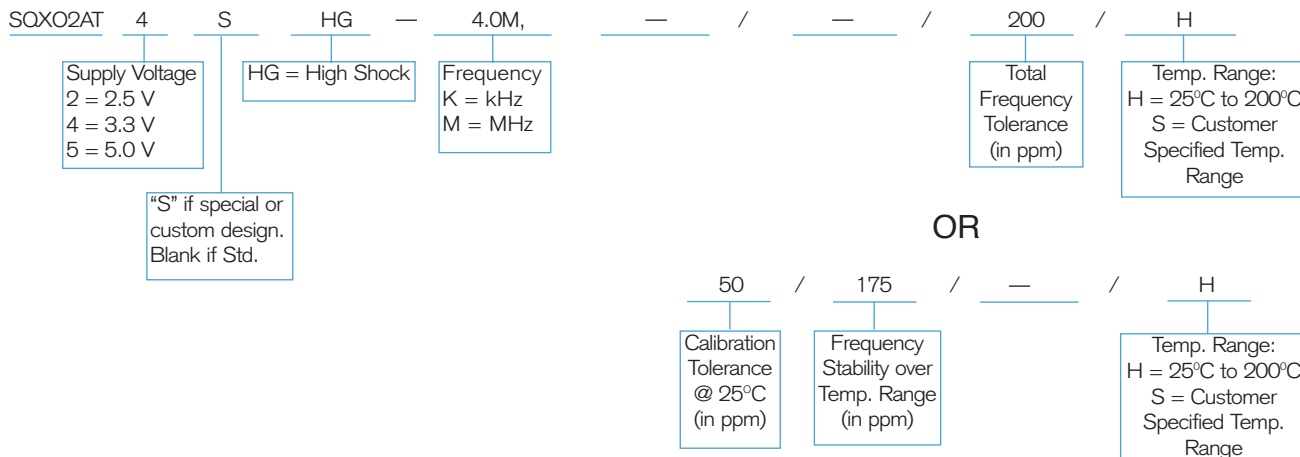 SQXO2AT 4 S HG — 4.0M, — / — / 200 / H
Supply Voltage
2 = 2.5 V
4 = 3.3 V
5 = 5.0 V
HG = High Shock
Frequency
K = kHz
M = MHz
Total
Frequency
Tolerance
(in ppm)
Temp. Range:
H = 25ºC to 200ºC
S = Customer
Specified Temp.
Range
"S" if special or
custom design.
Blank if Std.
OR
50 / 175 / — / H
Calibration
Tolerance
@ 25ºC
(in ppm)
Frequency
Stability over
Temp. Range
(in ppm)
Temp. Range:
H = 25ºC to 200ºC
S = Customer
Specified Temp.
Range